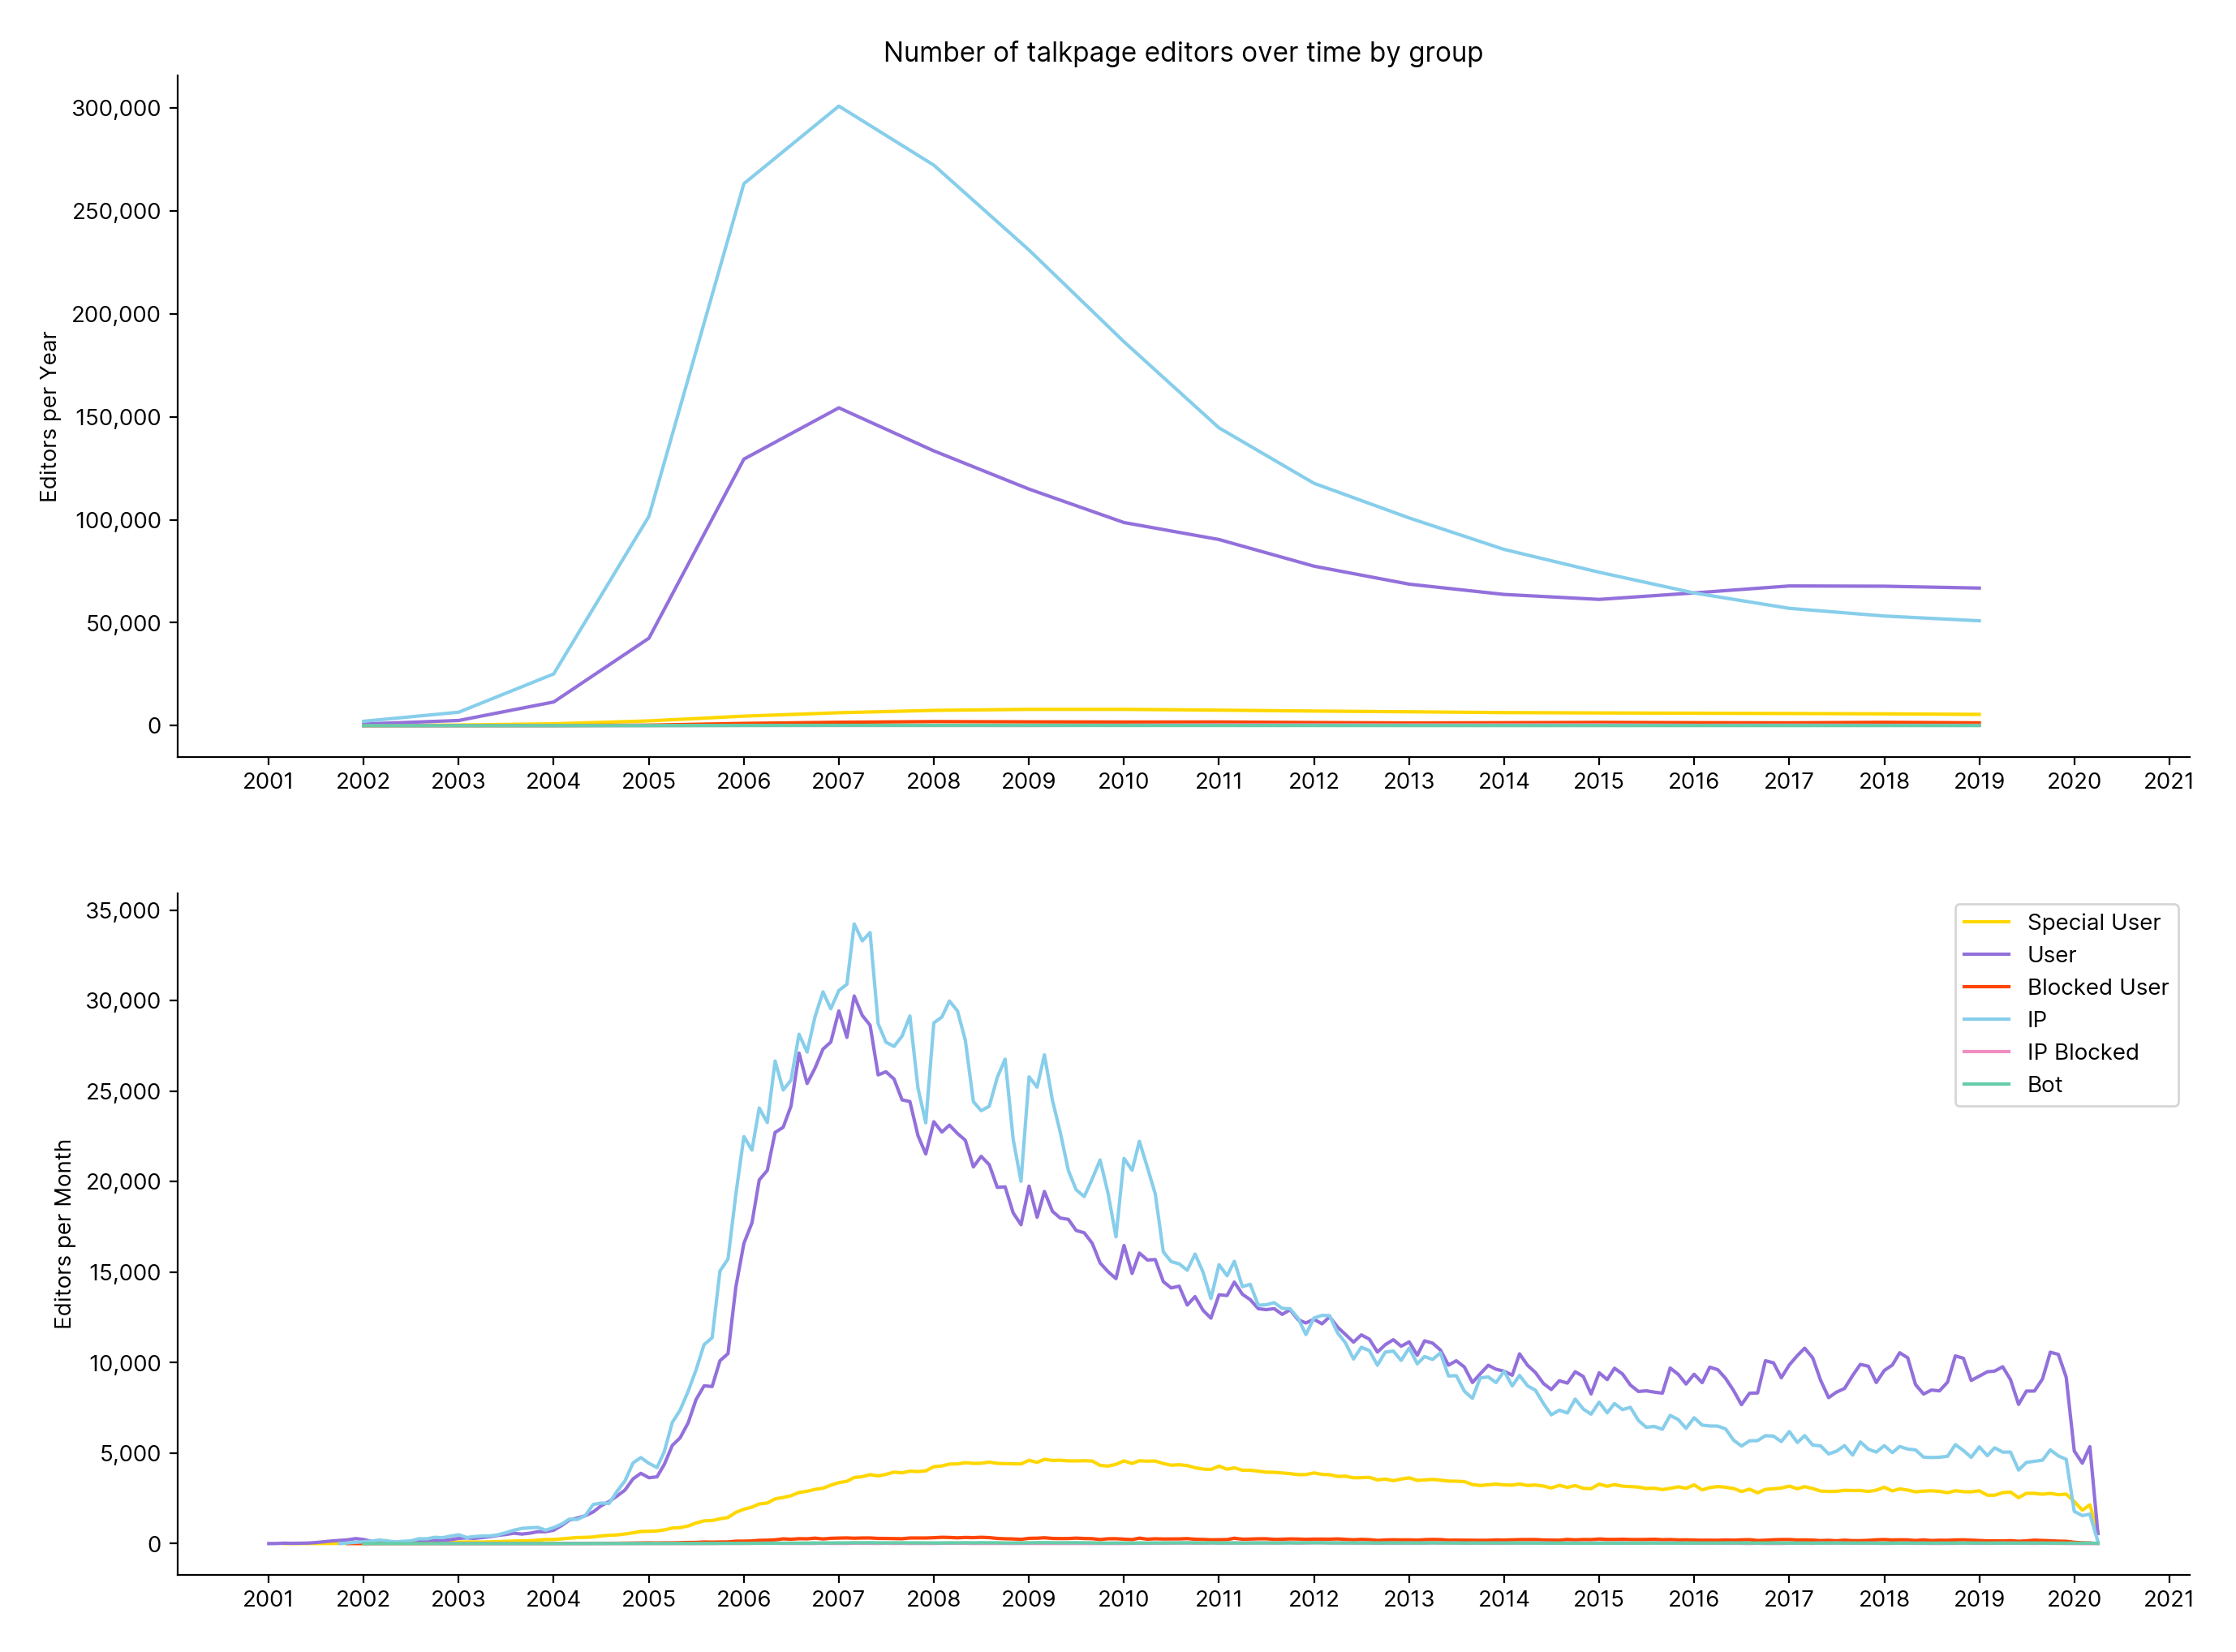 Number of talkpage editors over time by group
Editors per Year
300,000
250,000
200,000
150,000
100,000
50,000
0
2001 2002 2003 2004 2005 2006 2007 2008 2009 2010 2011 2012 2013 2014 2015 2016 2017 2018 2019 2020 2021
Editors per Month
35,000
30,000
25,000
20,000
15,000
10,000
5,000
0
Special User
User
Blocked User
IP
IP Blocked
Bot
2001 2002 2003 2004 2005 2006 2007 2008 2009 2010 2011 2012 2013 2014 2015 2016 2017 2018 2019 2020 2021